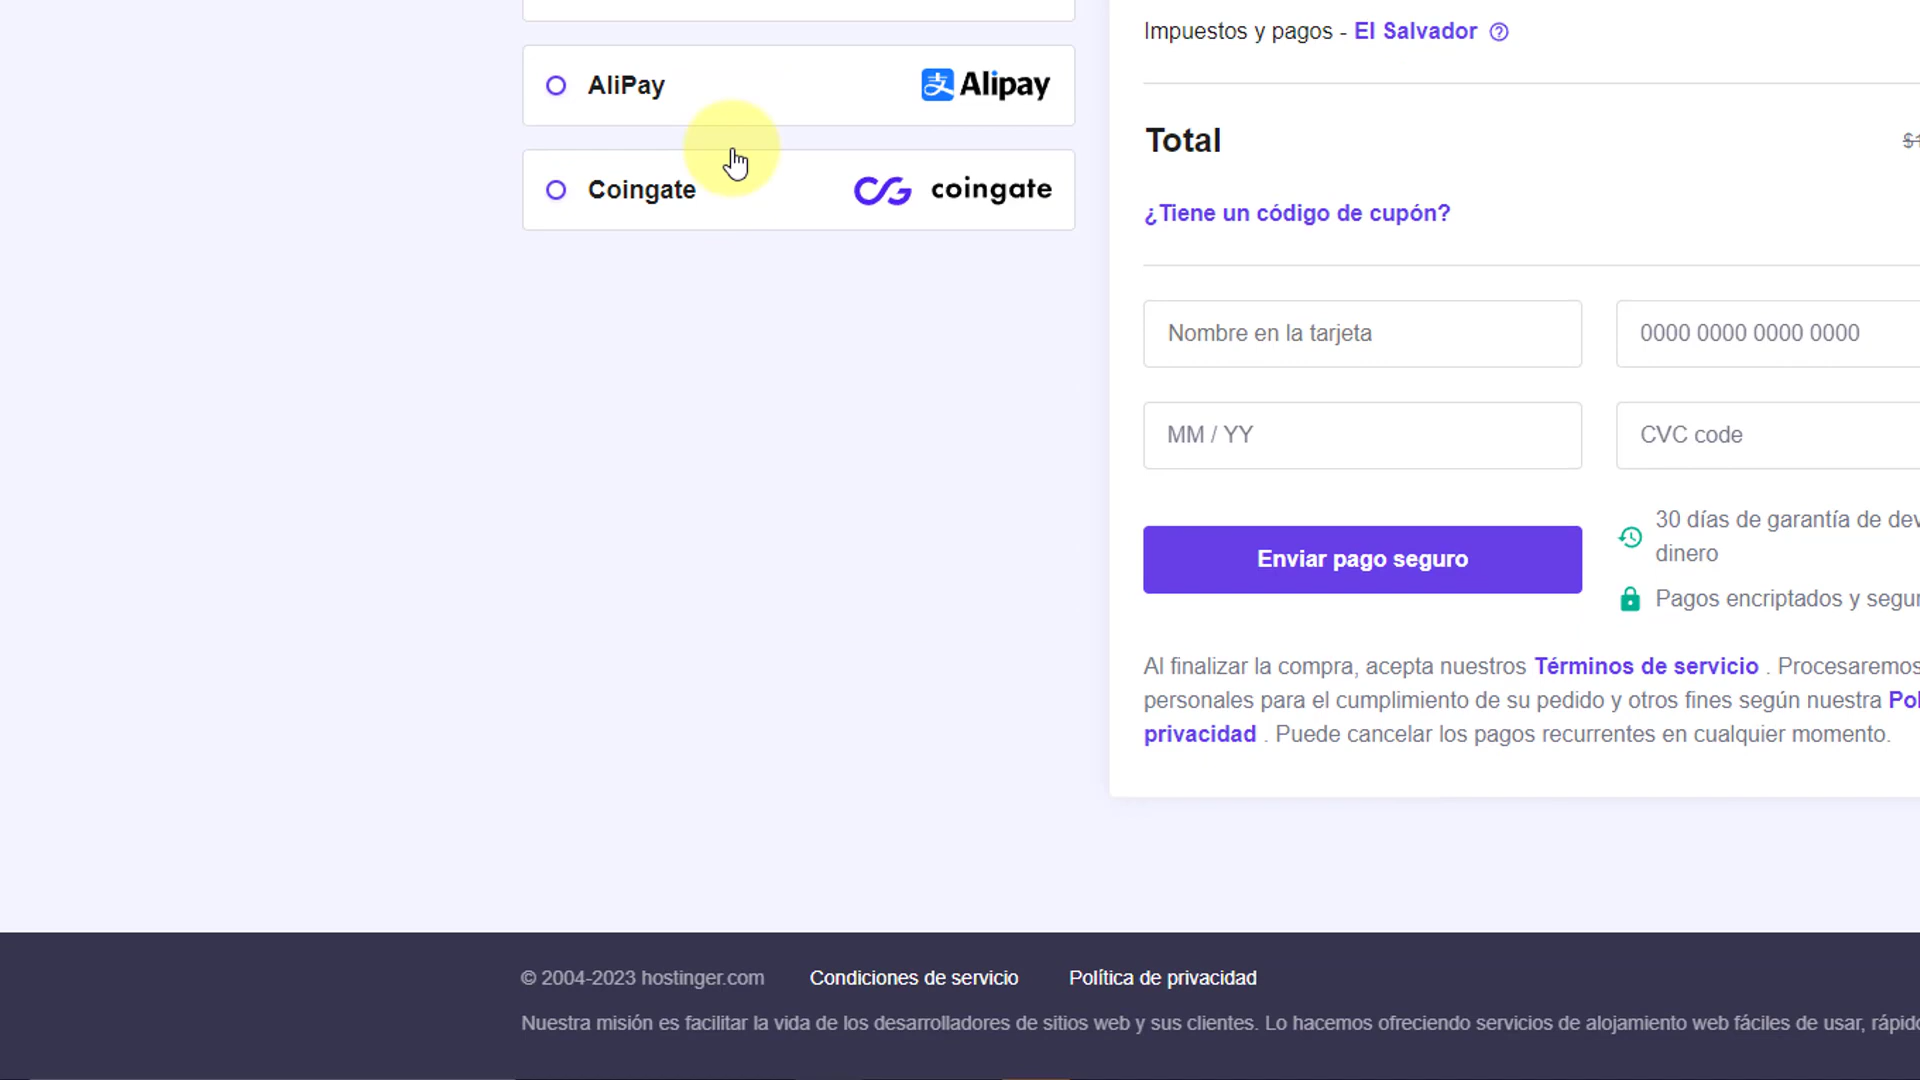 AliPay
支 Alipay
Coingate
coingate
Impuestos y pagos - El Salvador ?
Total
¿Tiene un código de cupón?
Nombre en la tarjeta
0000 0000 0000 0000
MM / YY
CVC code
Enviar pago seguro
30 días de garantía de dev
dinero
Pagos encriptados y segur
Al finalizar la compra, acepta nuestros Términos de servicio . Procesaremos
personales para el cumplimiento de su pedido y otros fines según nuestra Pol
privacidad . Puede cancelar los pagos recurrentes en cualquier momento.
© 2004-2023 hostinger.com Condiciones de servicio Política de privacidad
Nuestra misión es facilitar la vida de los desarrolladores de sitios web y sus clientes. Lo hacemos ofreciendo servicios de alojamiento web fáciles de usar, rápido